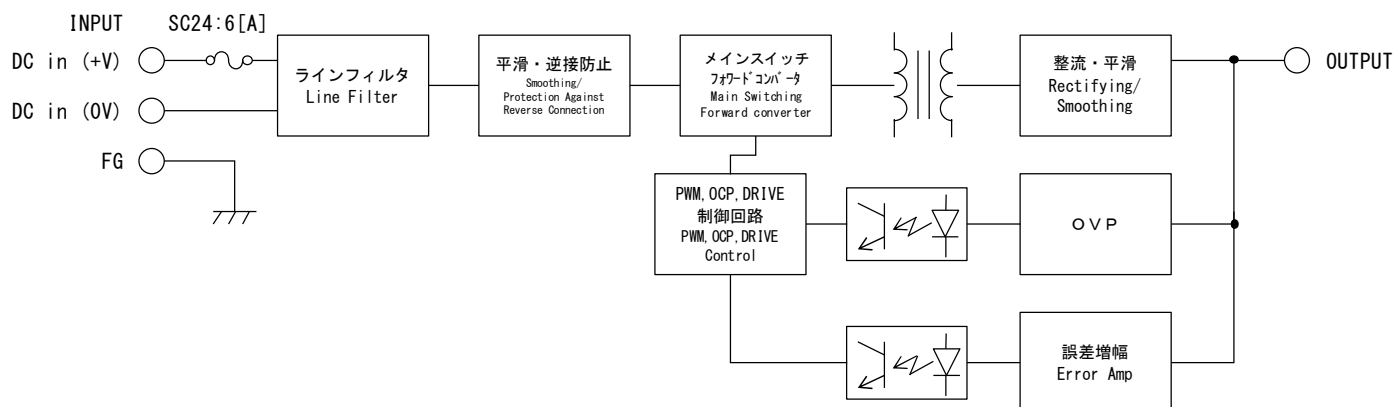 INPUT SC24:6[A]
DC in (+V)
DC in (0V)
FG
ラインフィルタ
Line Filter
平滑・逆接防止
Smoothing/
Protection Against
Reverse Connection
メインスイッチ
フォワードコンバータ
Main Switching
Forward converter
整流・平滑
Rectifying/
Smoothing
OUTPUT
PWM,OCP,DRIVE
制御回路
PWM,OCP,DRIVE
Control
OVP
誤差増幅
Error Amp